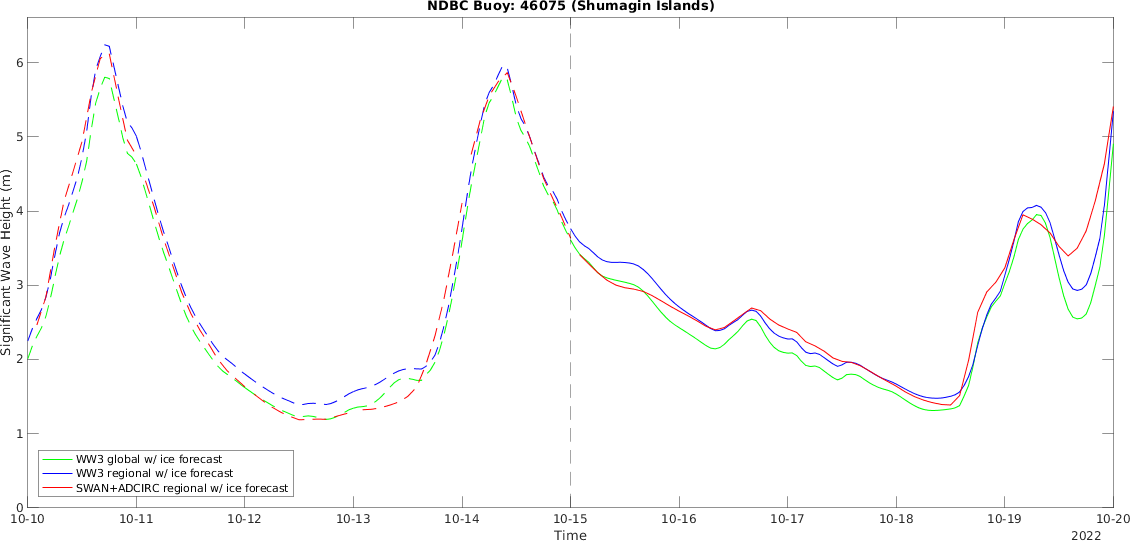 NDBC Buoy: 46075 (Shumagin Islands)
Significant Wave Height (m)
6
5
4
3
2
1
0
WW3 global w/ ice forecast
WW3 regional w/ ice forecast
SWAN+ADCIRC regional w/ ice forecast
10-10 10-11 10-12 10-13 10-14 10-15 10-16 10-17 10-18 10-19 10-20
Time
2022